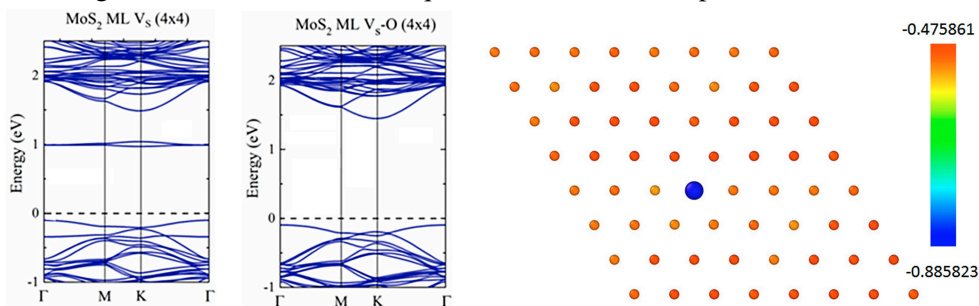 MoS₂ ML Vₛ (4x4)
Energy (eV)
2
1
0
-1
Γ M K Γ
MoS₂ ML Vₛ-O (4x4)
Energy (eV)
2
1
0
-1
Γ M K Γ
-0.475861
-0.885823